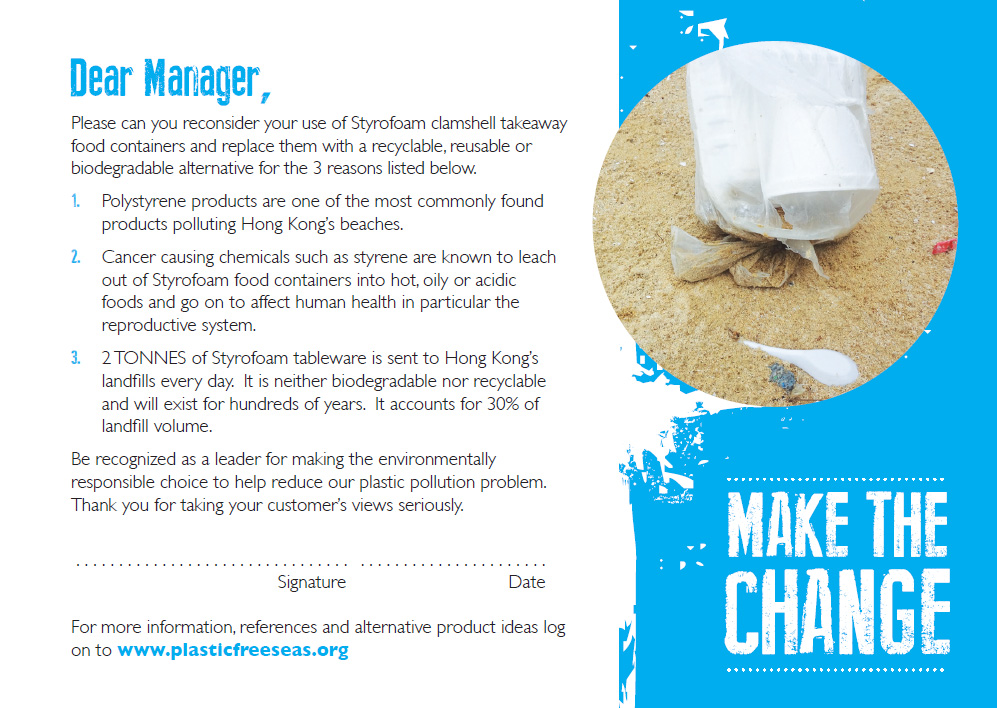 Dear Manager,
Please can you reconsider your use of Styrofoam clamshell takeaway
food containers and replace them with a recyclable, reusable or
biodegradable alternative for the 3 reasons listed below.
1. Polystyrene products are one of the most commonly found
products polluting Hong Kong's beaches.
2. Cancer causing chemicals such as styrene are known to leach
out of Styrofoam food containers into hot, oily or acidic
foods and go on to affect human health in particular the
reproductive system.
3. 2 TONNES of Styrofoam tableware is sent to Hong Kong's
landfills every day. It is neither biodegradable nor recyclable
and will exist for hundreds of years. It accounts for 30% of
landfill volume.
Be recognized as a leader for making the environmentally
responsible choice to help reduce our plastic pollution problem.
Thank you for taking your customer's views seriously.
Signature Date
For more information, references and alternative product ideas log
on to www.plasticfreeseas.org
MAKE THE
CHANGE